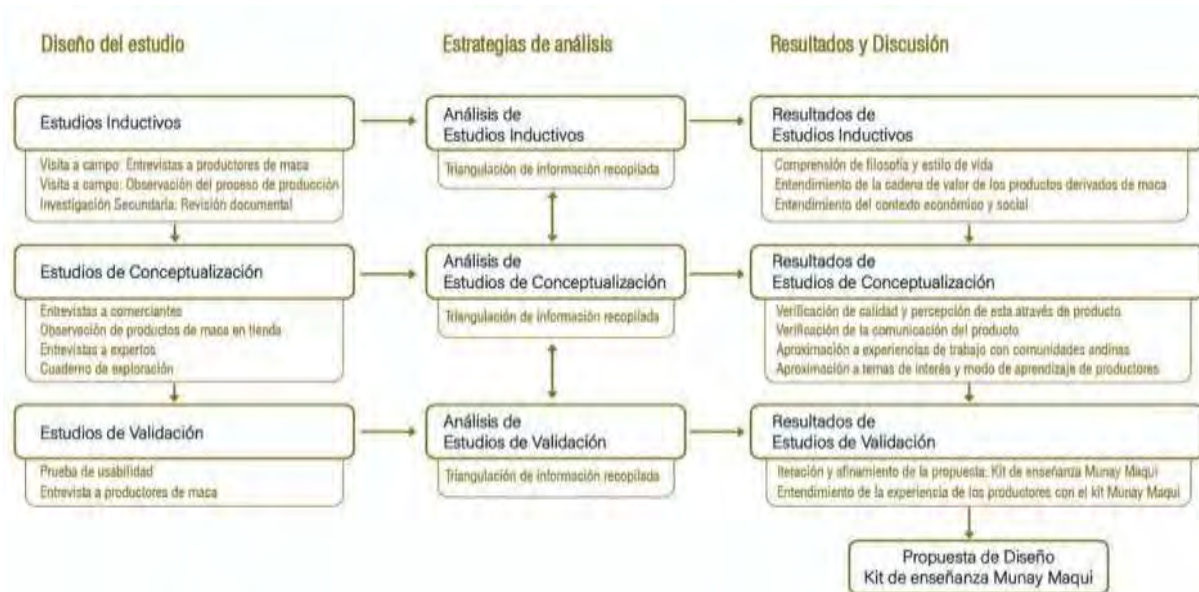 Diseño del estudio
Estrategias de análisis
Resultados y Discusión
Estudios Inductivos
Visita a campo: Entrevistas a productores de maca
Visita a campo: Observación del proceso de producción
Investigación Secundaria: Revisión documental
Análisis de
Estudios Inductivos
Triangulación de información recopilada
Resultados de
Estudios Inductivos
Comprensión de filosofía y estilo de vida
Entendimiento de la cadena de valor de los productos derivados de maca
Entendimiento del contexto económico y social
Estudios de Conceptualización
Entrevistas a comerciantes
Observación de productos de maca en tienda
Entrevistas a expertos
Cuaderno de exploración
Análisis de
Estudios de Conceptualización
Triangulación de información recopilada
Resultados de
Estudios de Conceptualización
Verificación de calidad y percepción de esta através de producto
Verificación de la comunicación del producto
Aproximación a experiencias de trabajo con comunidades andinas
Aproximación a temas de interés y modo de aprendizaje de productores
Estudios de Validación
Prueba de usabilidad
Entrevista a productores de maca
Análisis de
Estudios de Validación
Triangulación de información recopilada
Resultados de
Estudios de Validación
Iteración y afinamiento de la propuesta: Kit de enseñanza Munay Maqui
Entendimiento de la experiencia de los productores con el kit Munay Maqui
Propuesta de Diseño
Kit de enseñanza Munay Maqui